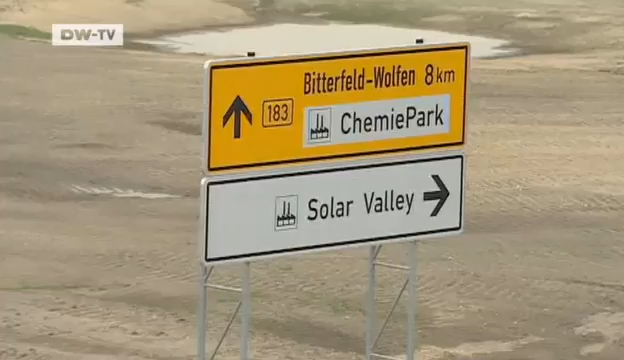 DW-TV
Bitterfeld-Wolfen 8 km
183
ChemiePark
Solar Valley